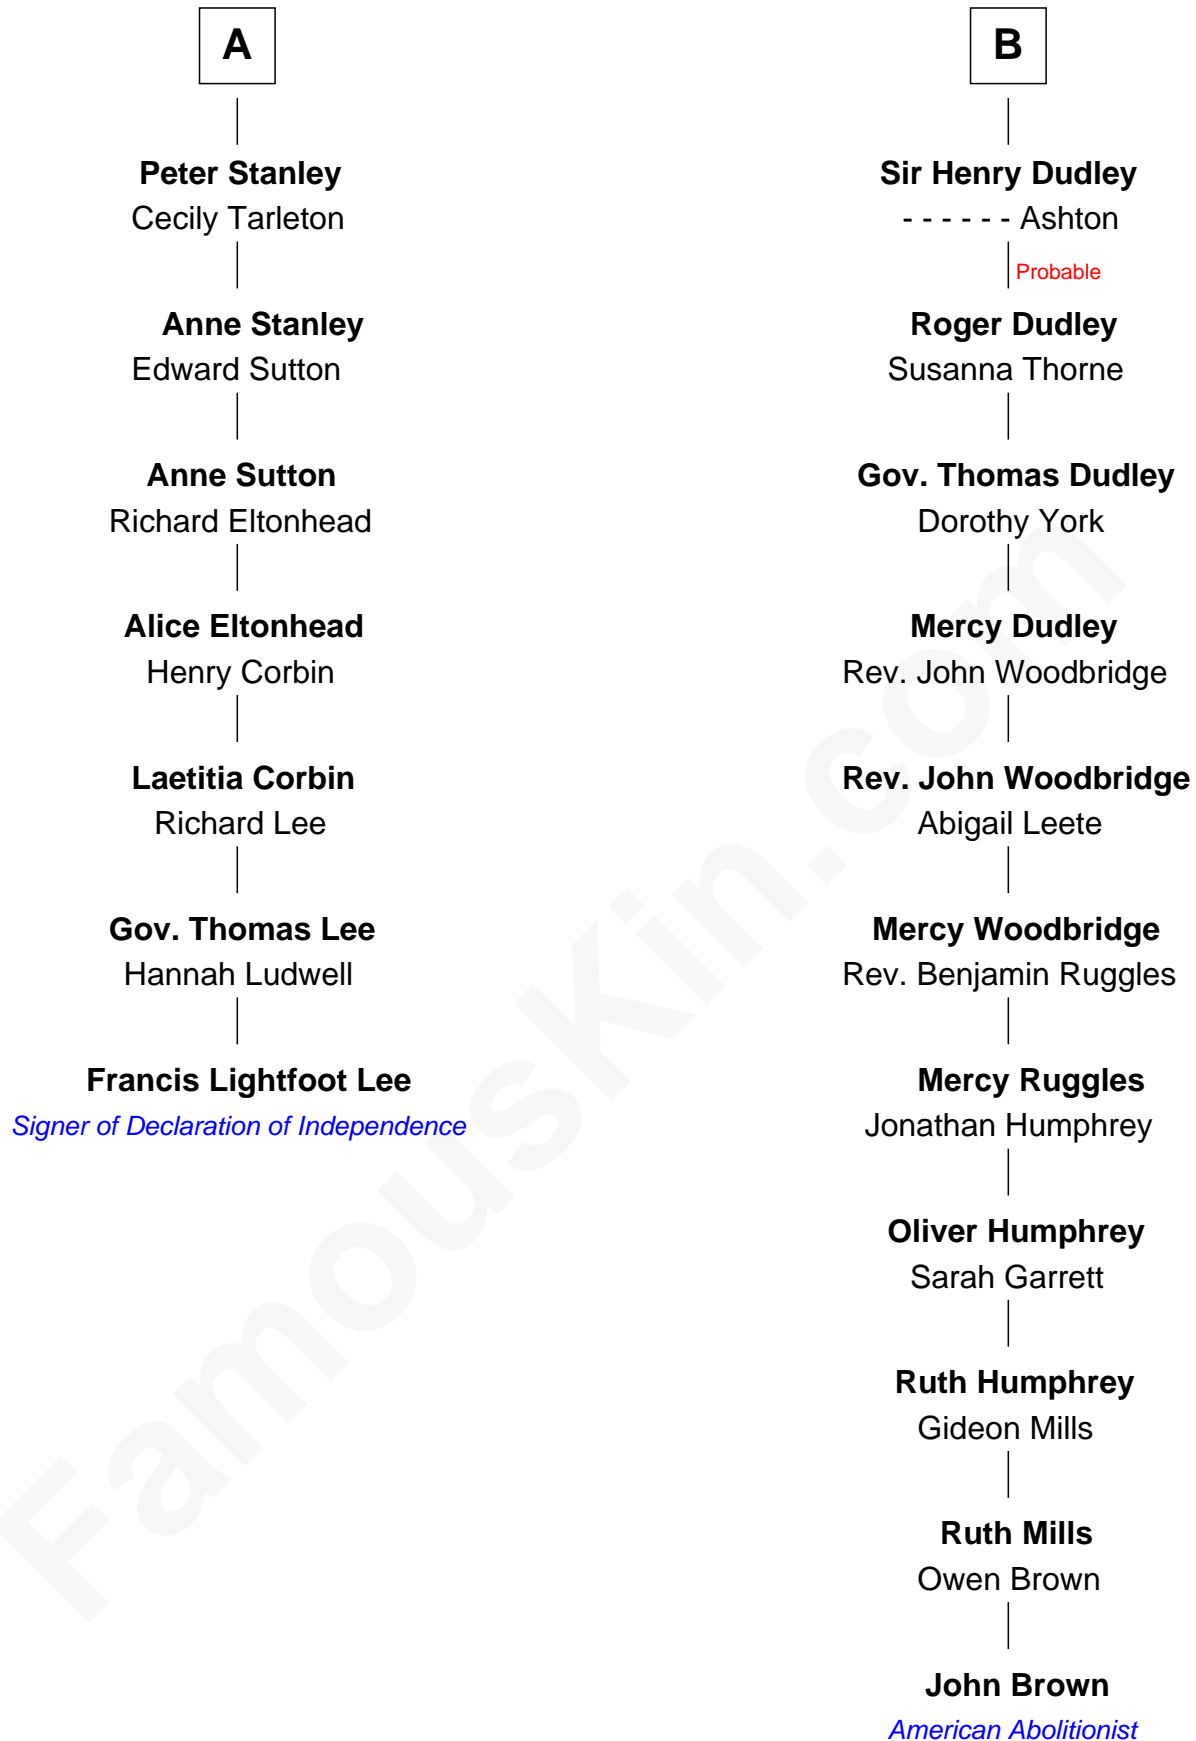 A
Peter Stanley
Cecily Tarleton
Anne Stanley
Edward Sutton
Anne Sutton
Richard Eltonhead
Alice Eltonhead
Henry Corbin
Laetitia Corbin
Richard Lee
Gov. Thomas Lee
Hannah Ludwell
Francis Lightfoot Lee
Signer of Declaration of Independence
B
Sir Henry Dudley
- - - - - - Ashton
Probable
Roger Dudley
Susanna Thorne
Gov. Thomas Dudley
Dorothy York
Mercy Dudley
Rev. John Woodbridge
Rev. John Woodbridge
Abigail Leete
Mercy Woodbridge
Rev. Benjamin Ruggles
Mercy Ruggles
Jonathan Humphrey
Oliver Humphrey
Sarah Garrett
Ruth Humphrey
Gideon Mills
Ruth Mills
Owen Brown
John Brown
American Abolitionist
FamousKin.com